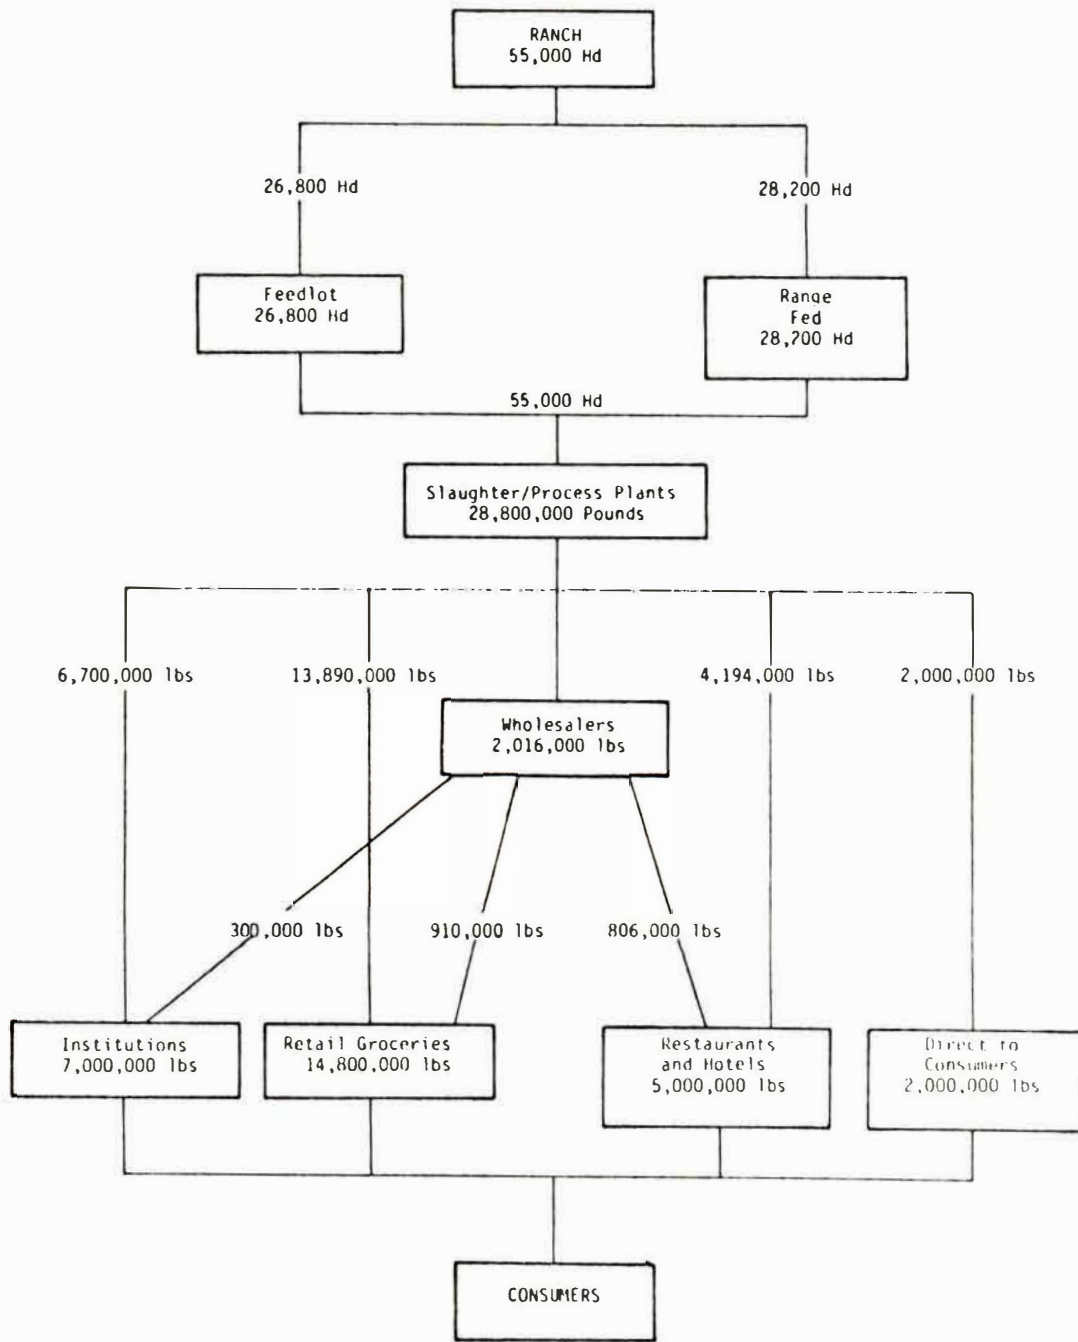 RANCH
55,000 Hd
26,800 Hd
28,200 Hd
Feedlot
26,800 Hd
Range
Fed
28,200 Hd
55,000 Hd
Slaughter/Process Plants
28,800,000 Pounds
6,700,000 lbs
13,890,000 lbs
4,194,000 lbs
2,000,000 lbs
Wholesalers
2,016,000 lbs
300,000 lbs
910,000 lbs
806,000 lbs
Institutions
7,000,000 lbs
Retail Groceries
14,800,000 lbs
Restaurants
and Hotels
5,000,000 lbs
Direct to
Consumers
2,000,000 lbs
CONSUMERS